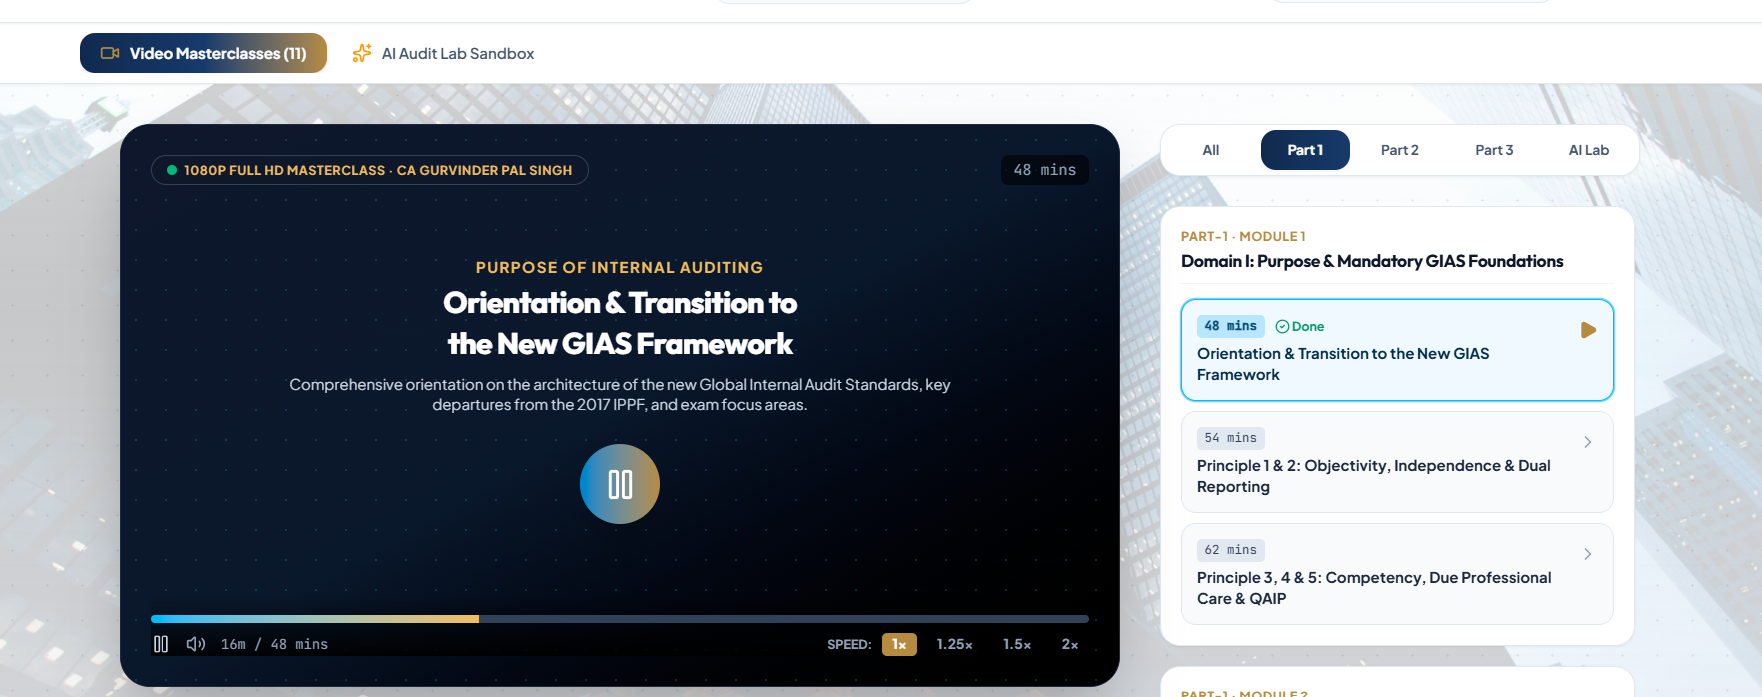 Video Masterclasses (11)
AI Audit Lab Sandbox
1080P FULL HD MASTERCLASS · CA GURVINDER PAL SINGH
48 mins
PURPOSE OF INTERNAL AUDITING
Orientation & Transition to
the New GIAS Framework
Comprehensive orientation on the architecture of the new Global Internal Audit Standards, key
departures from the 2017 IPPF, and exam focus areas.
16m / 48 mins
SPEED: 1x 1.25x 1.5x 2x
All Part 1 Part 2 Part 3 AI Lab
PART-1 · MODULE 1
Domain I: Purpose & Mandatory GIAS Foundations
48 mins Done
Orientation & Transition to the New GIAS
Framework
54 mins
Principle 1 & 2: Objectivity, Independence & Dual
Reporting
62 mins
Principle 3, 4 & 5: Competency, Due Professional
Care & QAIP
PART-1 · MODULE 2